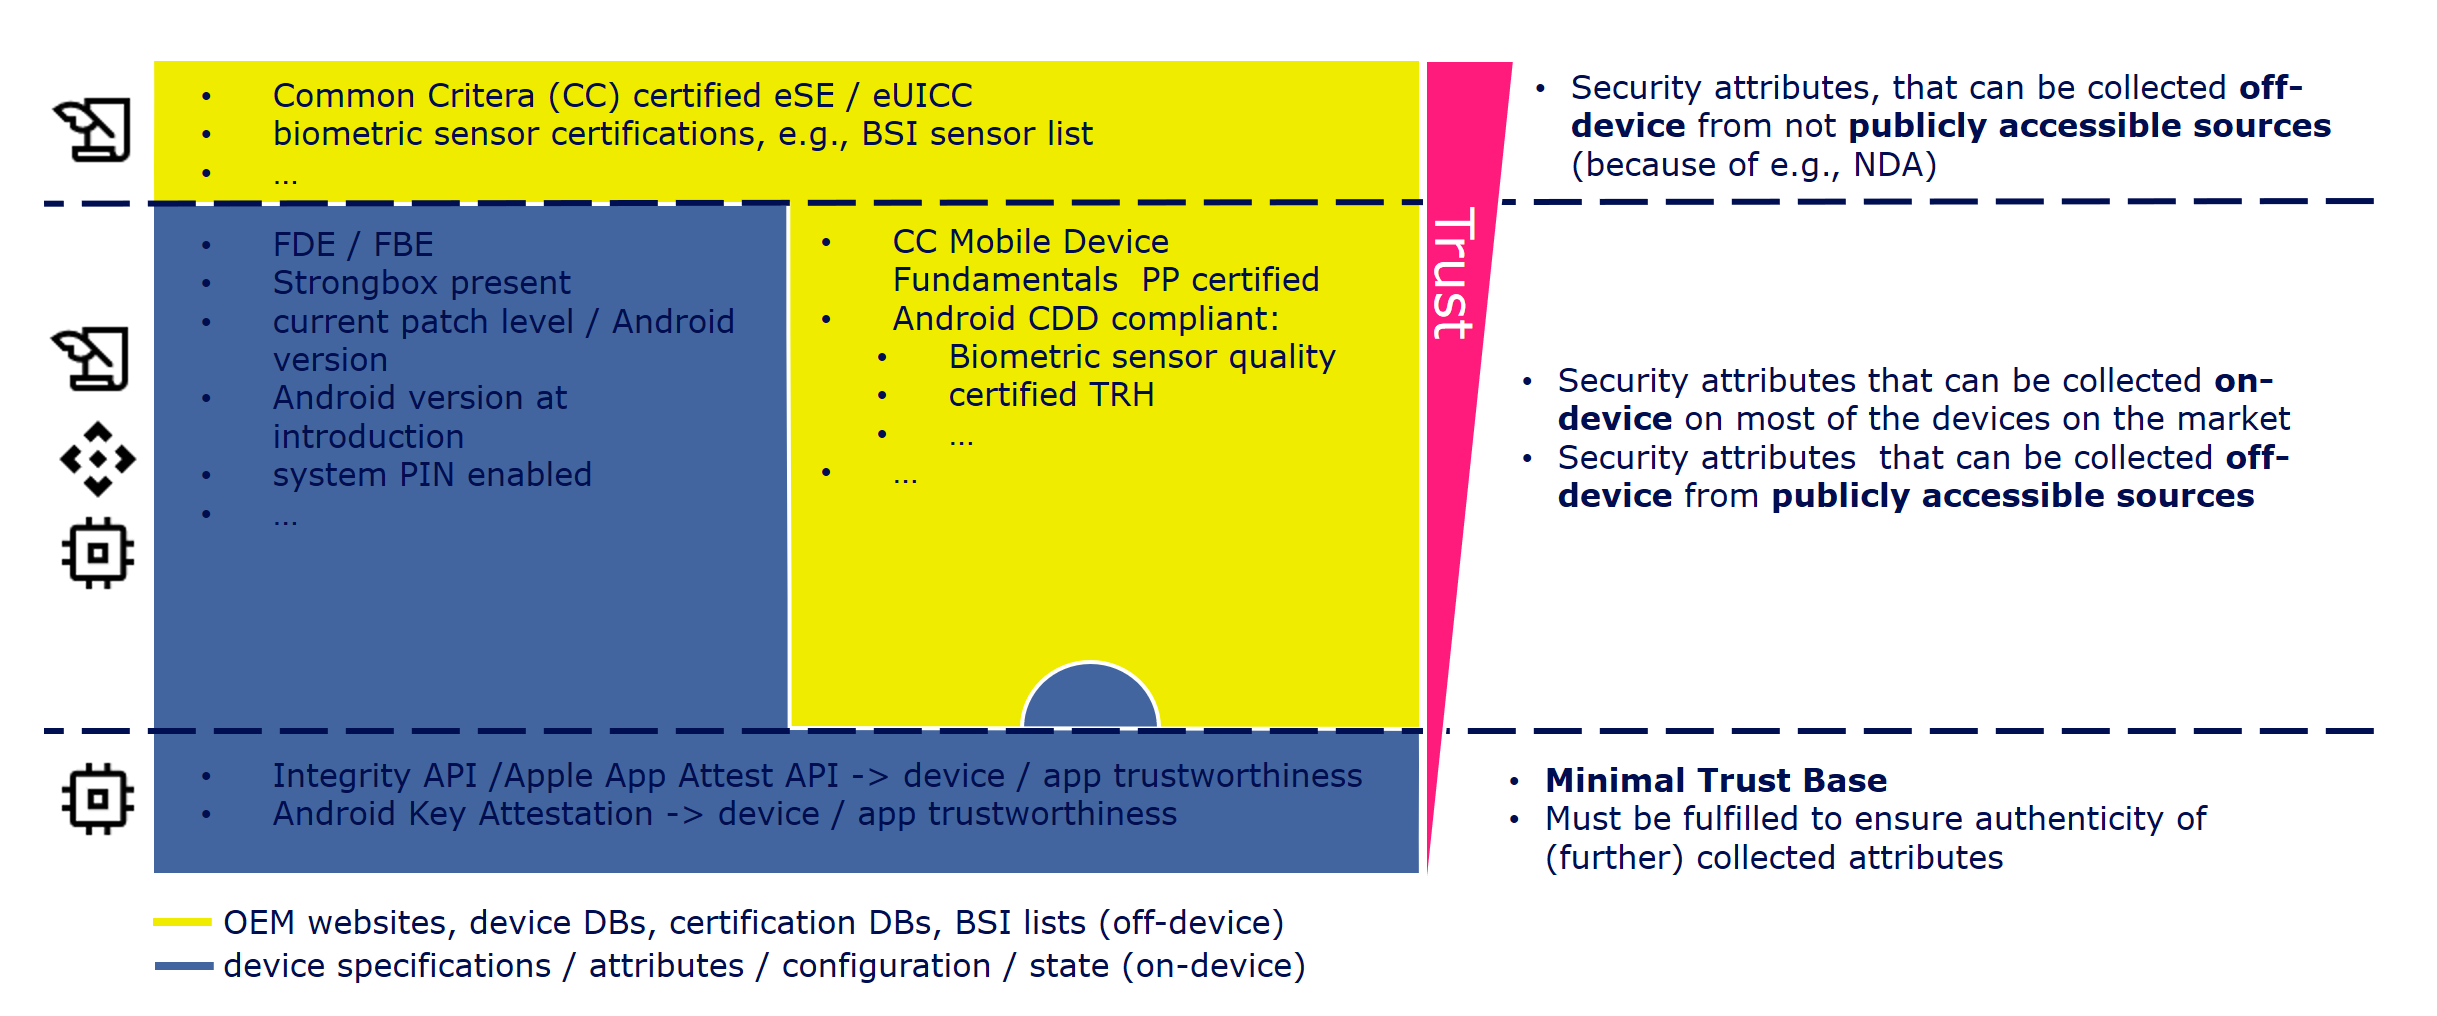 • Common Critera (CC) certified eSE / eUICC
• biometric sensor certifications, e.g., BSI sensor list
• ...
• Security attributes, that can be collected off-
device from not publicly accessible sources
(because of e.g., NDA)
• FDE / FBE
• Strongbox present
• current patch level / Android
version
• Android version at
introduction
• system PIN enabled
• ...
• CC Mobile Device
Fundamentals PP certified
• Android CDD compliant:
• Biometric sensor quality
• certified TRH
• ...
• ...
Trust
• Security attributes that can be collected on-
device on most of the devices on the market
• Security attributes that can be collected off-
device from publicly accessible sources
• Integrity API /Apple App Attest API -> device / app trustworthiness
• Android Key Attestation -> device / app trustworthiness
• Minimal Trust Base
• Must be fulfilled to ensure authenticity of
(further) collected attributes
OEM websites, device DBs, certification DBs, BSI lists (off-device)
device specifications / attributes / configuration / state (on-device)